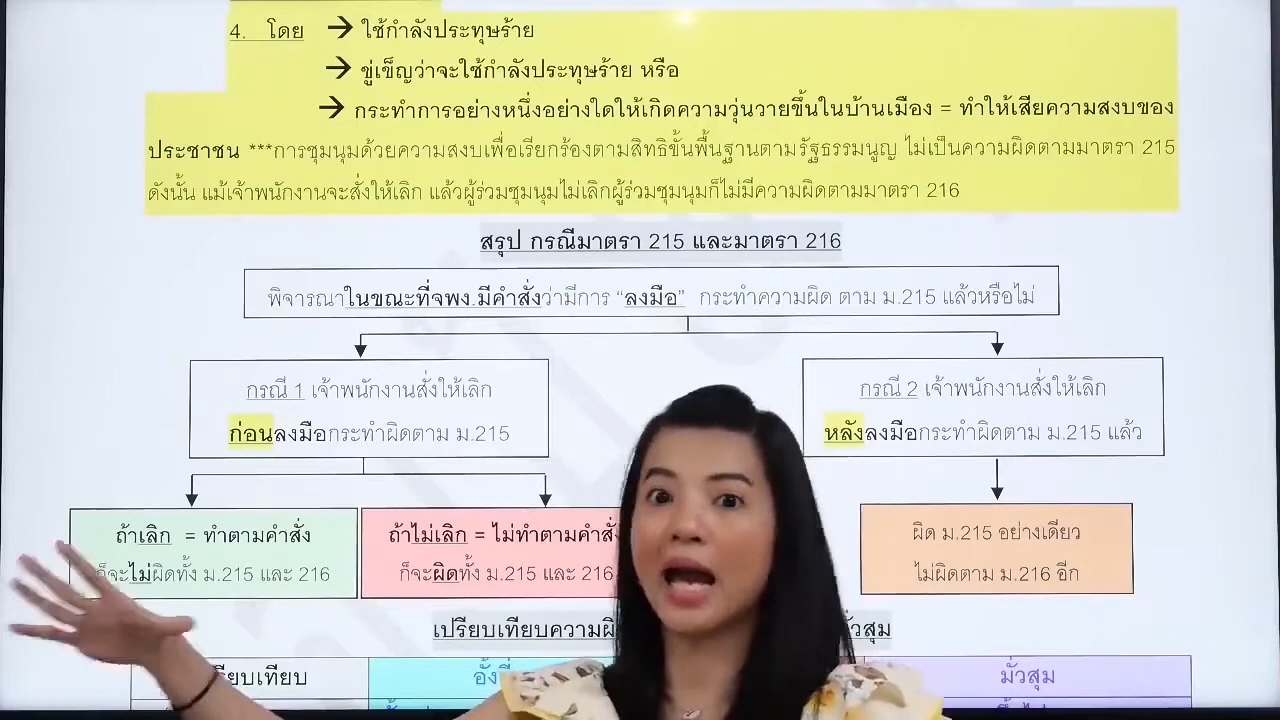 4. โดย → ใช้กำลังประทุษร้าย
→ ขู่เข็ญว่าจะใช้กำลังประทุษร้าย หรือ
→ กระทำการอย่างหนึ่งอย่างใดให้เกิดความวุ่นวายขึ้นในบ้านเมือง = ทำให้เสียความสงบของ
ประชาชน ***การชุมนุมด้วยความสงบเพื่อเรียกร้องตามสิทธิขั้นพื้นฐานตามรัฐธรรมนูญ ไม่เป็นความผิดตามมาตรา 215
ดังนั้น แม้เจ้าพนักงานจะสั่งให้เลิก แล้วผู้ร่วมชุมนุมไม่เลิกผู้ร่วมชุมนุมก็ไม่มีความผิดตามมาตรา 216
สรุป กรณีมาตรา 215 และมาตรา 216
พิจารณาในขณะที่จพง.มีคำสั่งว่ามีการ “ลงมือ” กระทำความผิด ตาม ม.215 แล้วหรือไม่
กรณี 1 เจ้าพนักงานสั่งให้เลิก
ก่อนลงมือกระทำผิดตาม ม.215
กรณี 2 เจ้าพนักงานสั่งให้เลิก
หลังลงมือกระทำผิดตาม ม.215 แล้ว
ถ้าเลิก = ทำตามคำสั่ง
ก็จะไม่ผิดทั้ง ม.215 และ 216
ถ้าไม่เลิก = ไม่ทำตามคำสั่ง
ก็จะผิดทั้ง ม.215 และ 216
ผิด ม.215 อย่างเดียว
ไม่ผิดตาม ม.216 อีก
เปรียบเทียบความผิ
มั่วสุม